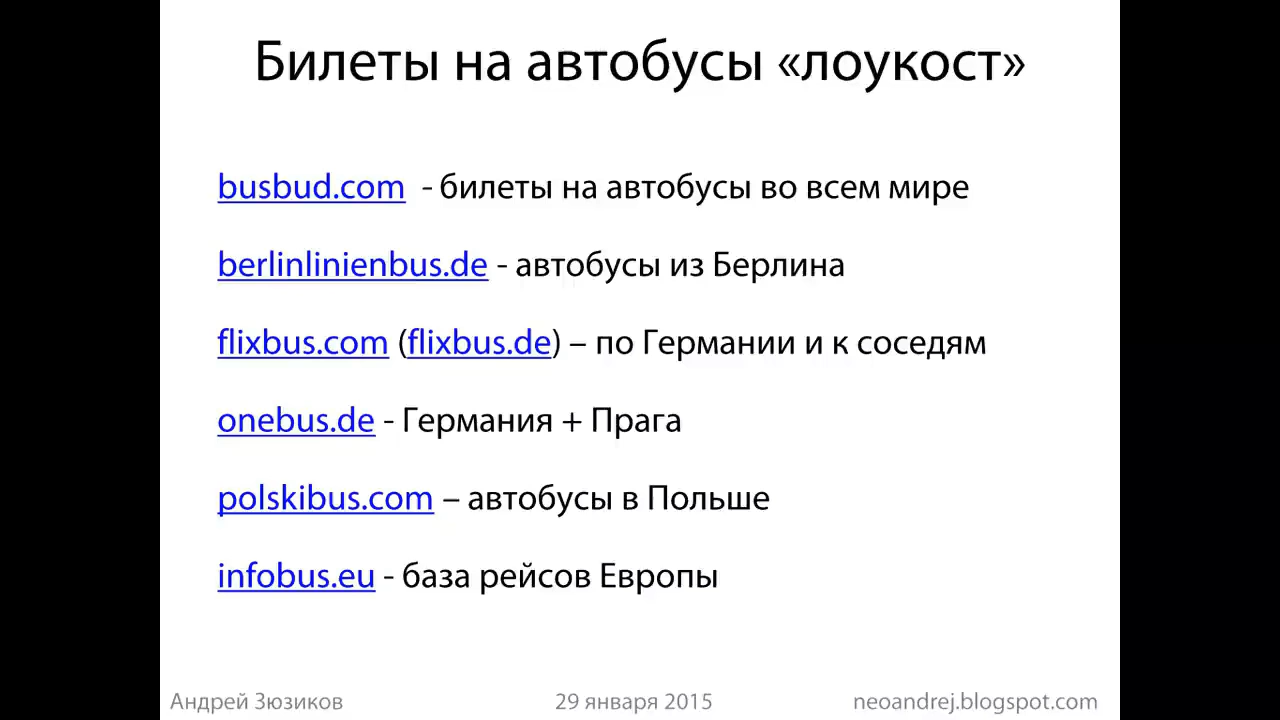 Билеты на автобусы «лоукост»
busbud.com - билеты на автобусы во всем мире
berlinlinienbus.de - автобусы из Берлина
flixbus.com (flixbus.de) – по Германии и к соседям
onebus.de - Германия + Прага
polskibus.com – автобусы в Польше
infobus.eu - база рейсов Европы
Андрей Зюзиков 29 января 2015 neoandrej.blogspot.com